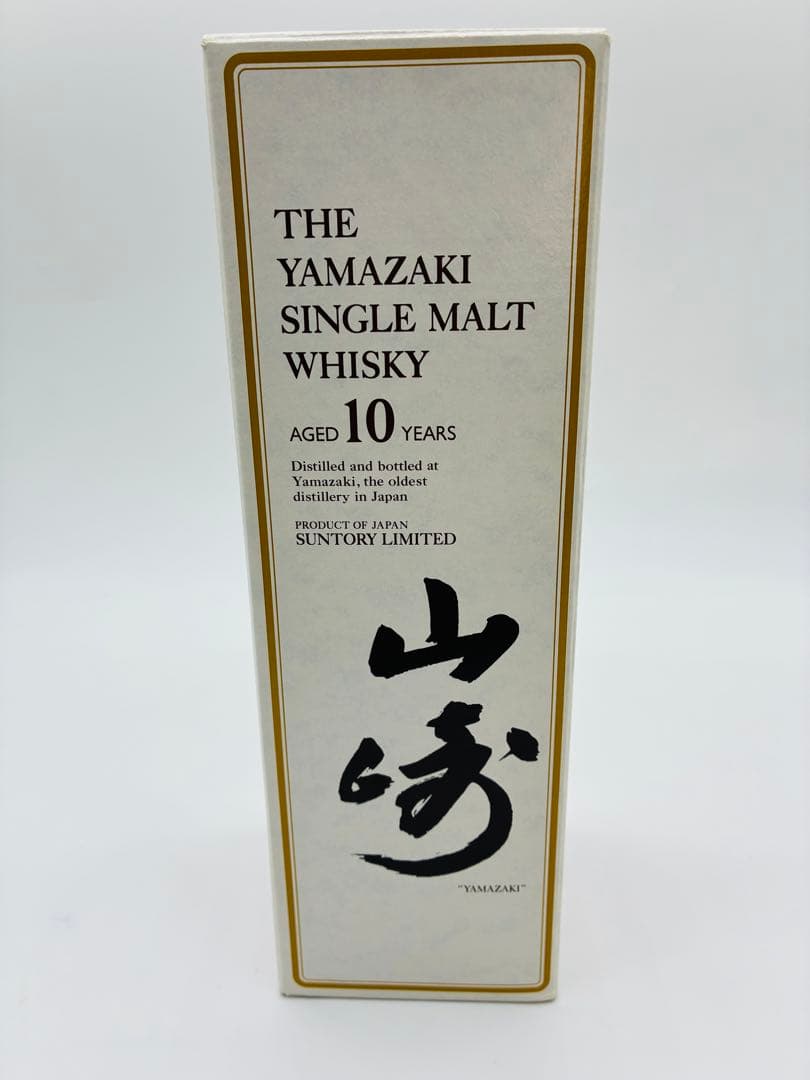 THE
YAMAZAKI
SINGLE MALT
WHISKY
AGED 10 YEARS
Distilled and bottled at
Yamazaki, the oldest
distillery in Japan
PRODUCT OF JAPAN
SUNTORY LIMITED
山
崎
"YAMAZAKI"